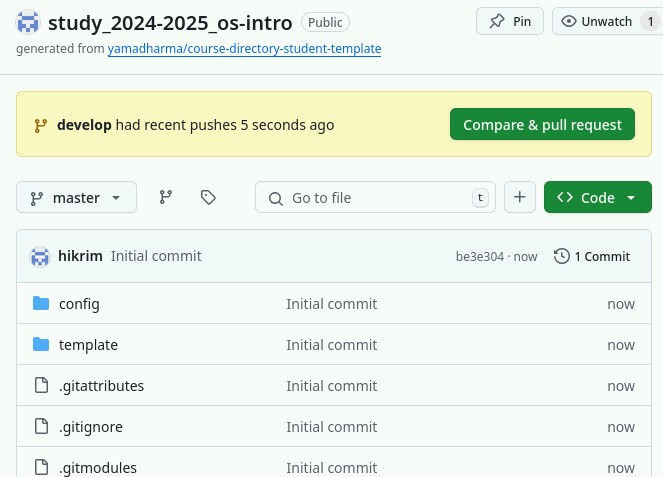 study_2024-2025_os-intro Public Pin Unwatch 1
generated from yamadharma/course-directory-student-template
develop had recent pushes 5 seconds ago Compare & pull request
master Go to file t Code
hikrim Initial commit be3e304 · now 1 Commit
config Initial commit now
template Initial commit now
.gitattributes Initial commit now
.gitignore Initial commit now
.gitmodules Initial commit now